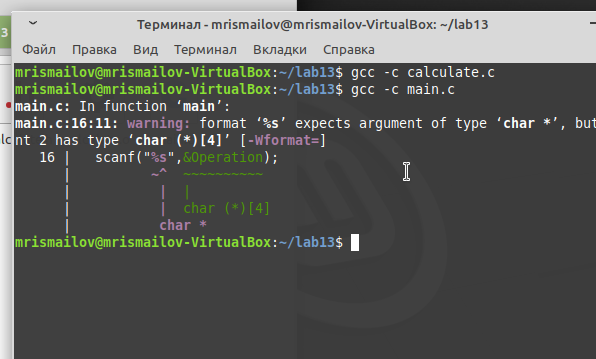 Терминал - mrismailov@mrismailov-VirtualBox: ~/lab13
Файл Правка Вид Терминал Вкладки Справка
mrismailov@mrismailov-VirtualBox:~/lab13$ gcc -c calculate.c
mrismailov@mrismailov-VirtualBox:~/lab13$ gcc -c main.c
main.c: In function ‘main’:
main.c:16:11: warning: format ‘%s’ expects argument of type ‘char *’, but
nt 2 has type ‘char (*)[4]’ [-Wformat=]
16 | scanf("%s",&Operation);
| ~^ ~~~~~~~~~~
| | |
| | char (*)[4]
| char *
mrismailov@mrismailov-VirtualBox:~/lab13$